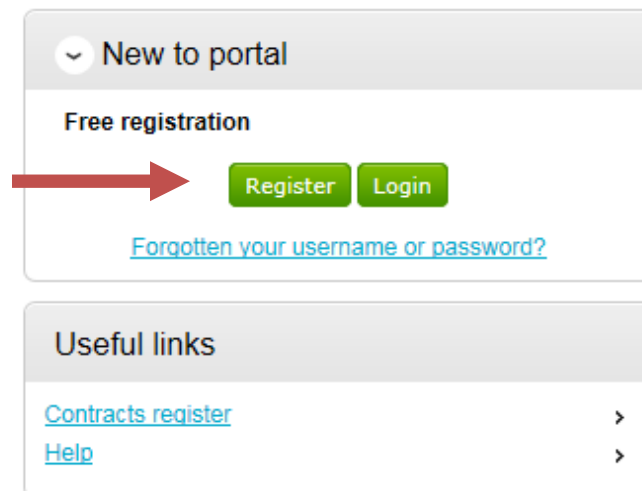 New to portal
Free registration
Register Login
Forgotten your username or password?
Useful links
Contracts register
Help